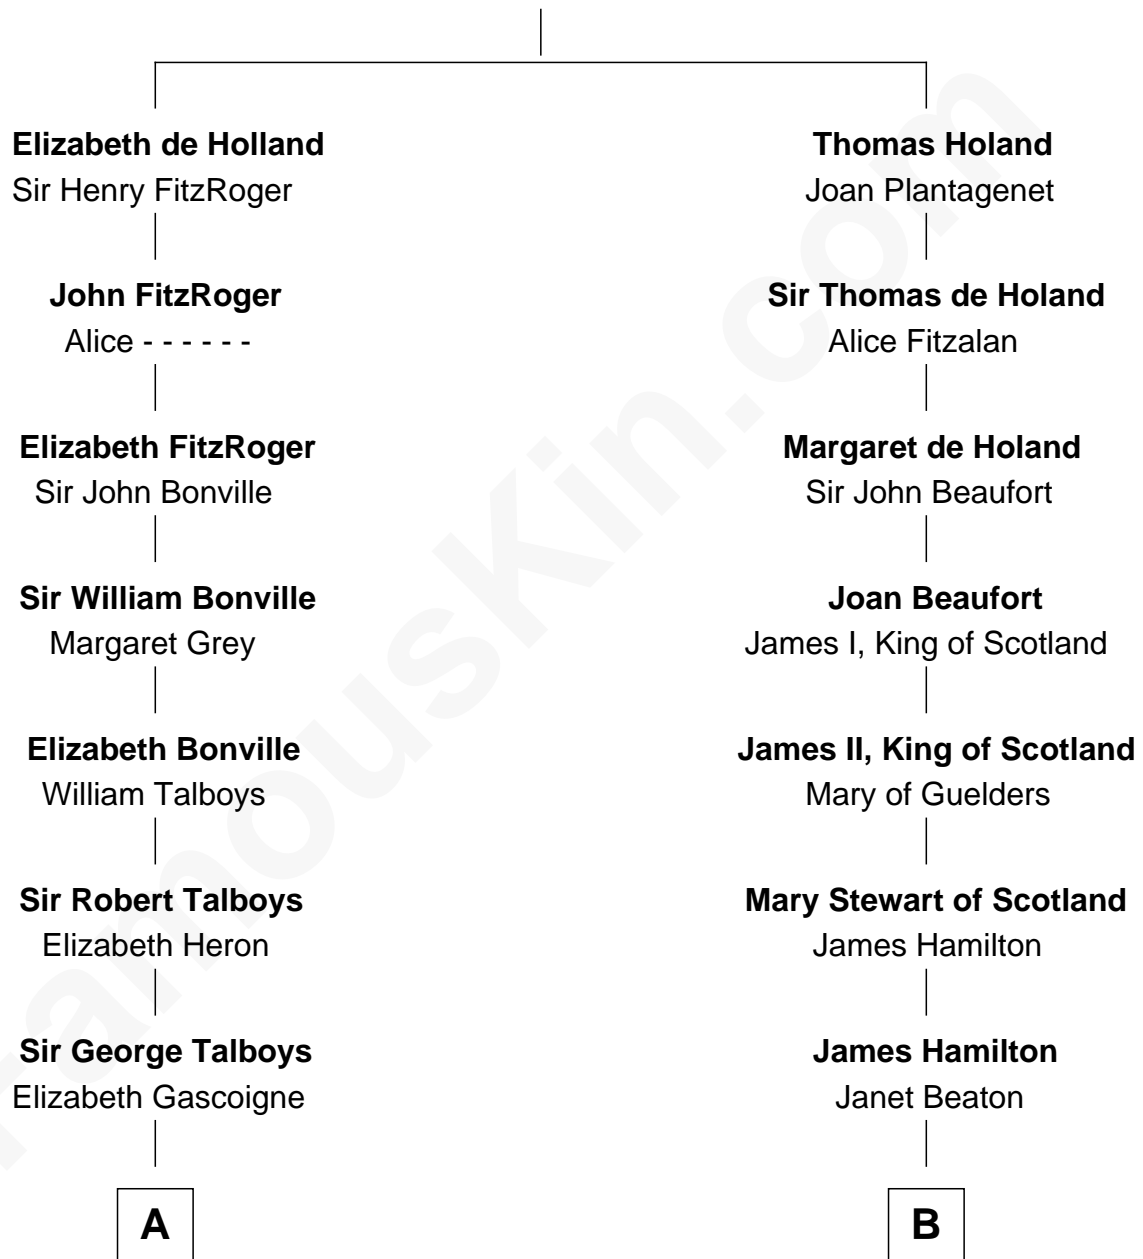 Elizabeth de Holland
Sir Henry FitzRoger
John FitzRoger
Alice - - - - - -
Elizabeth FitzRoger
Sir John Bonville
Sir William Bonville
Margaret Grey
Elizabeth Bonville
William Talboys
Sir Robert Talboys
Elizabeth Heron
Sir George Talboys
Elizabeth Gascoigne
A
Thomas Holand
Joan Plantagenet
Sir Thomas de Holand
Alice Fitzalan
Margaret de Holand
Sir John Beaufort
Joan Beaufort
James I, King of Scotland
James II, King of Scotland
Mary of Guelders
Mary Stewart of Scotland
James Hamilton
James Hamilton
Janet Beaton
B
FamousKin.com